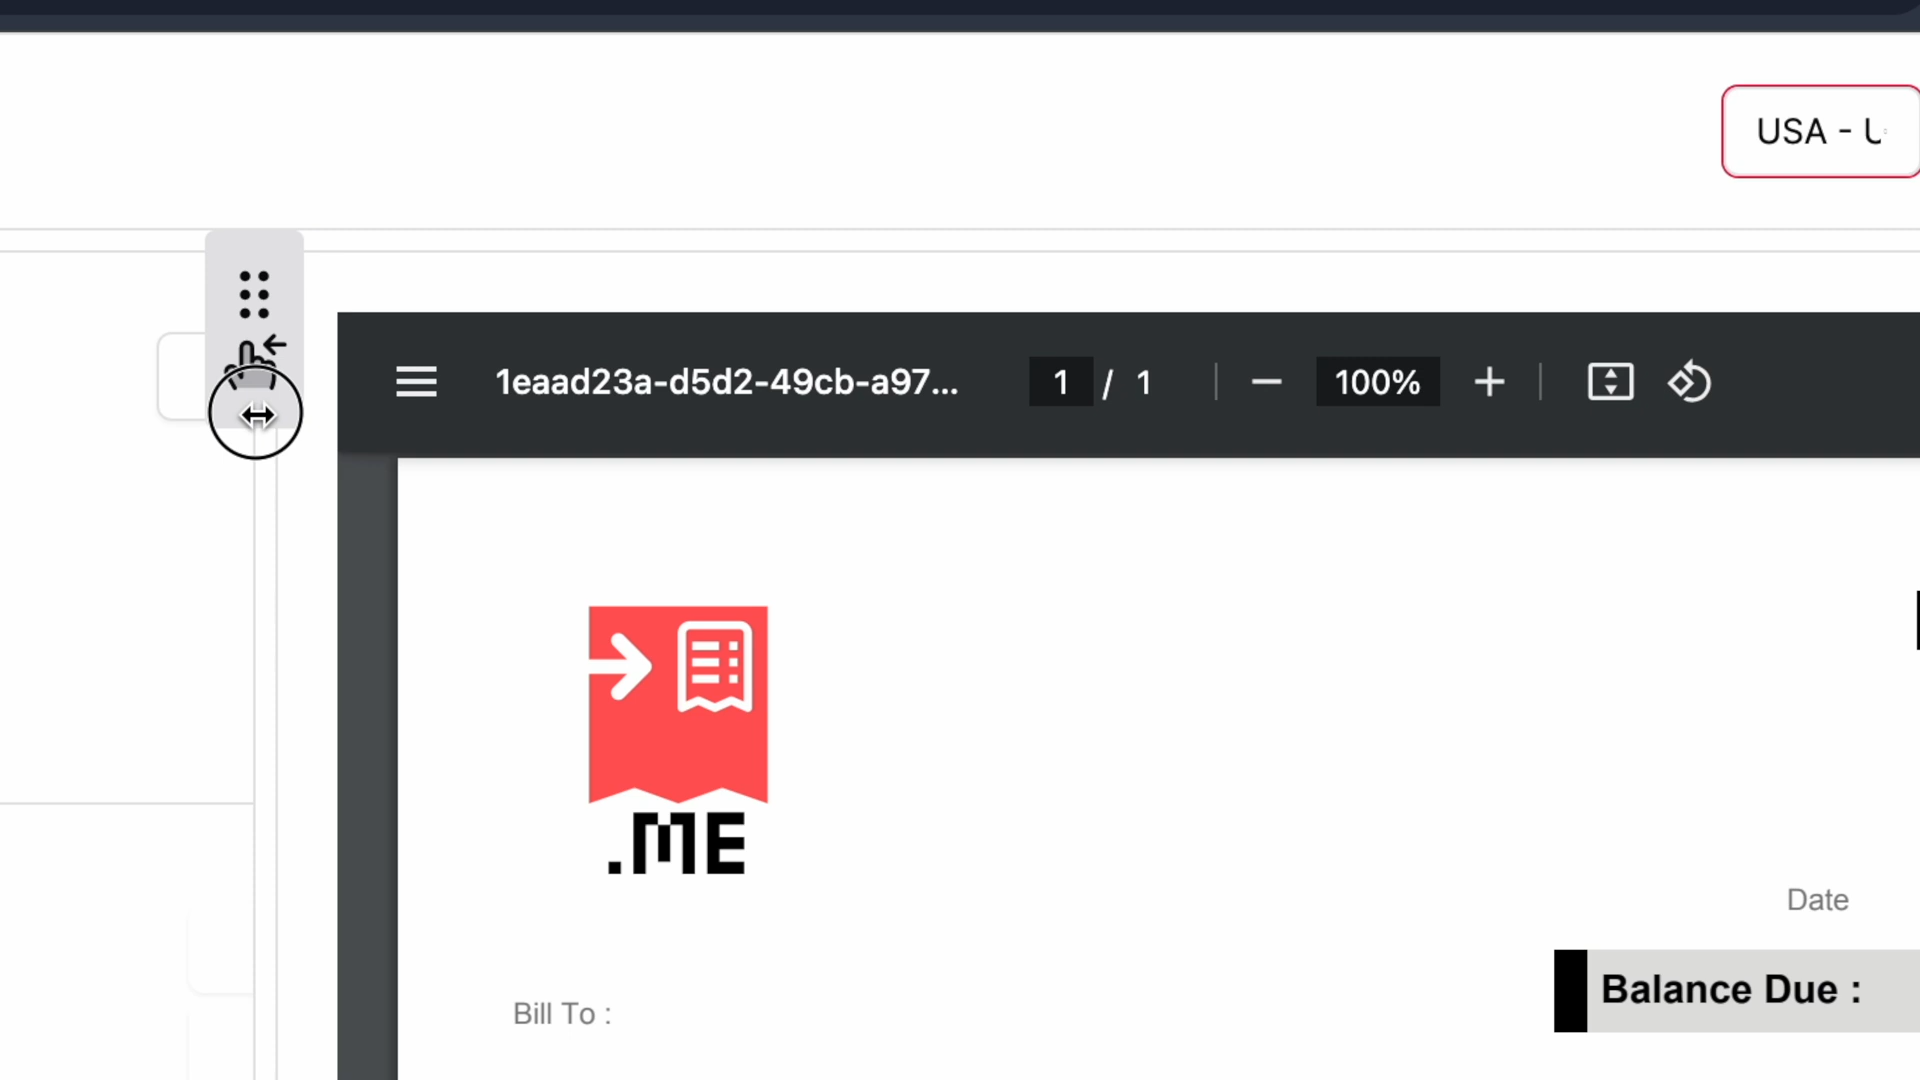 USA - U
1eaad23a-d5d2-49cb-a97... 1 / 1 100%
.ME
Date
Balance Due :
Bill To :